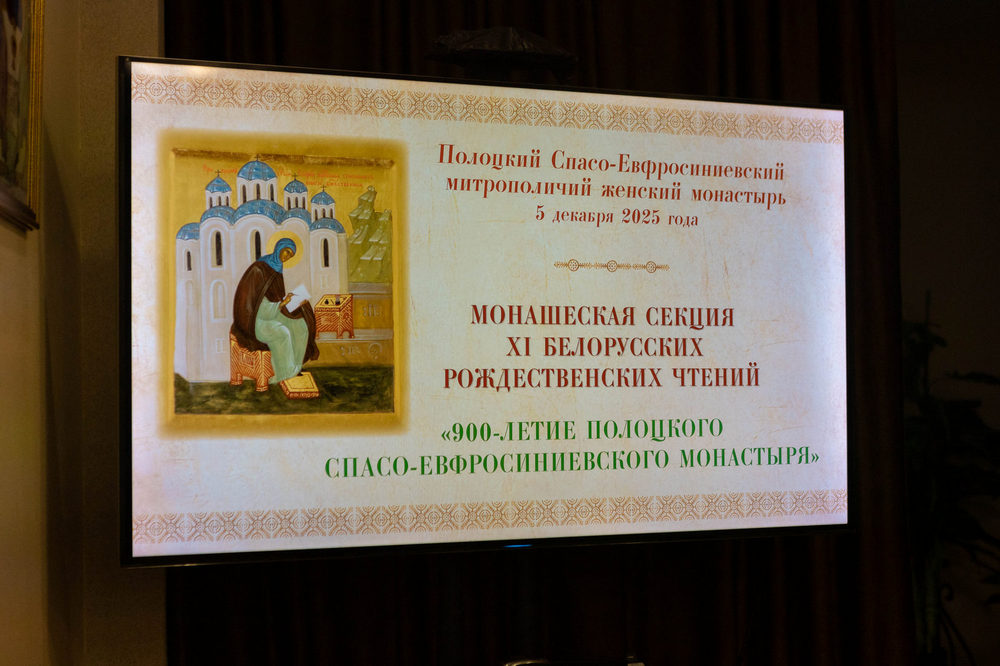 Полоцкий Спасо-Евфросиниевский
митрополичий женский монастырь
5 декабря 2025 года
МОНАШЕСКАЯ СЕКЦИЯ
XI БЕЛОРУССКИХ
РОЖДЕСТВЕНСКИХ ЧТЕНИЙ
«900-ЛЕТИЕ ПОЛОЦКОГО
СПАСО-ЕВФРОСИНИЕВСКОГО МОНАСТЫРЯ»